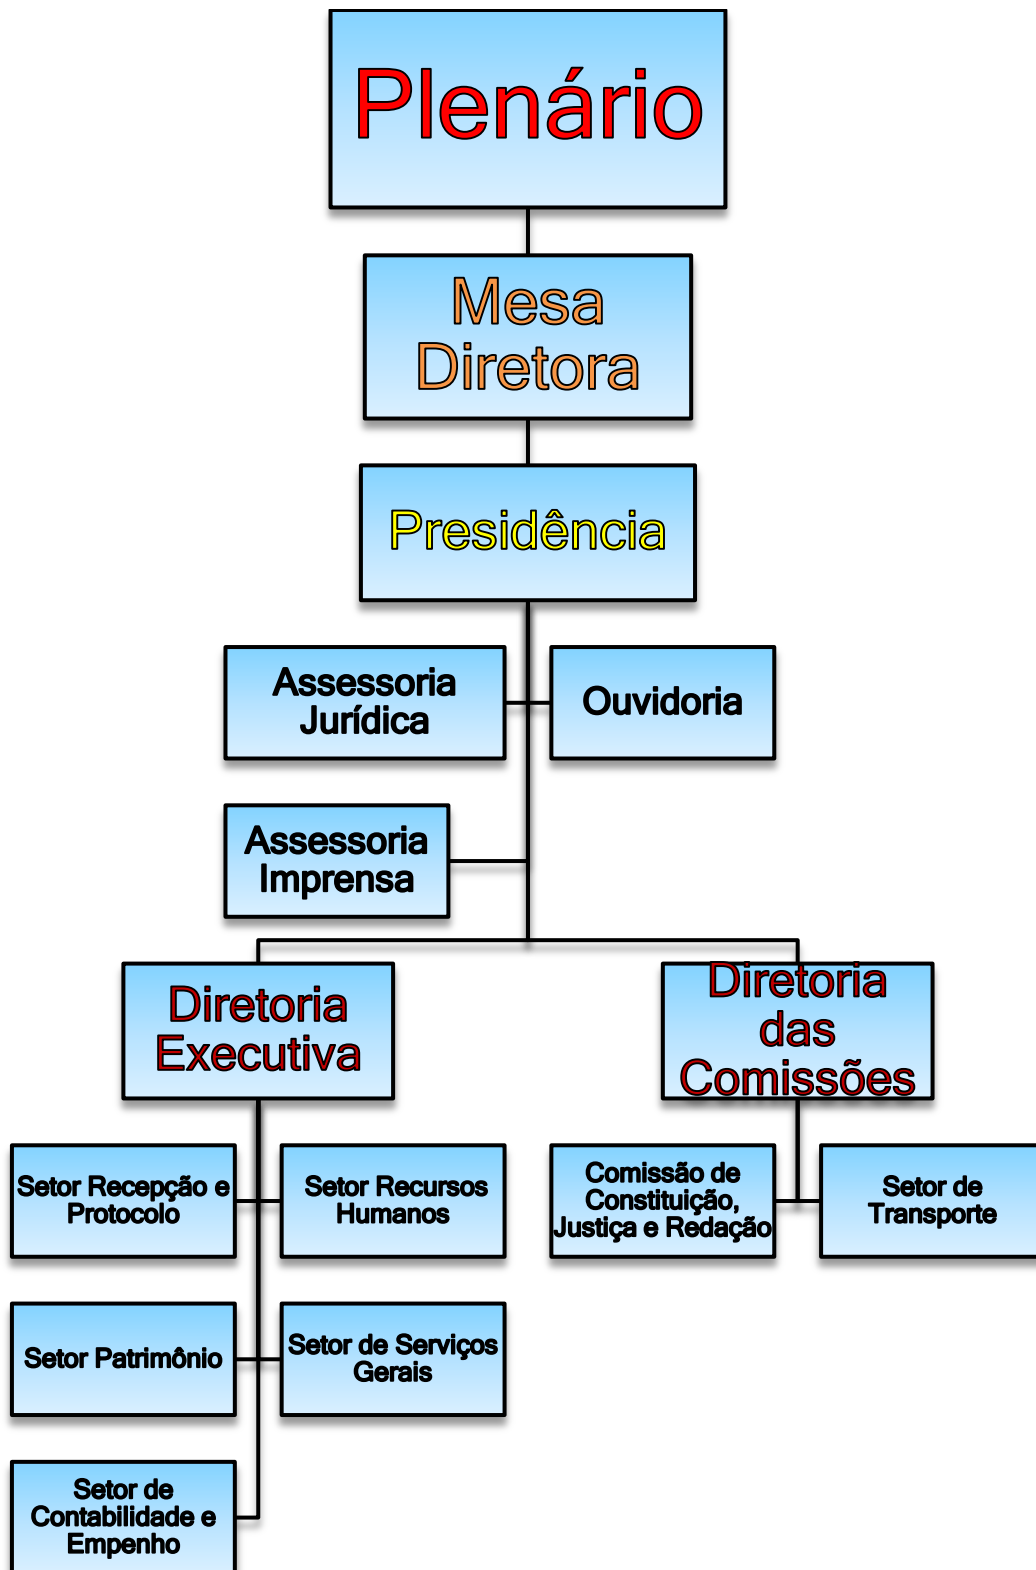 Plenário
Mesa
Diretora
Presidência
Assessoria
Jurídica
Ouvidoria
Assessoria
Imprensa
Diretoria
Executiva
Diretoria
das
Comissões
Setor Recepção e
Protocolo
Setor Recursos
Humanos
Comissão de
Constituição,
Justiça e Redação
Setor de
Transporte
Setor Patrimônio
Setor de Serviços
Gerais
Setor de
Contabilidade e
Empenho